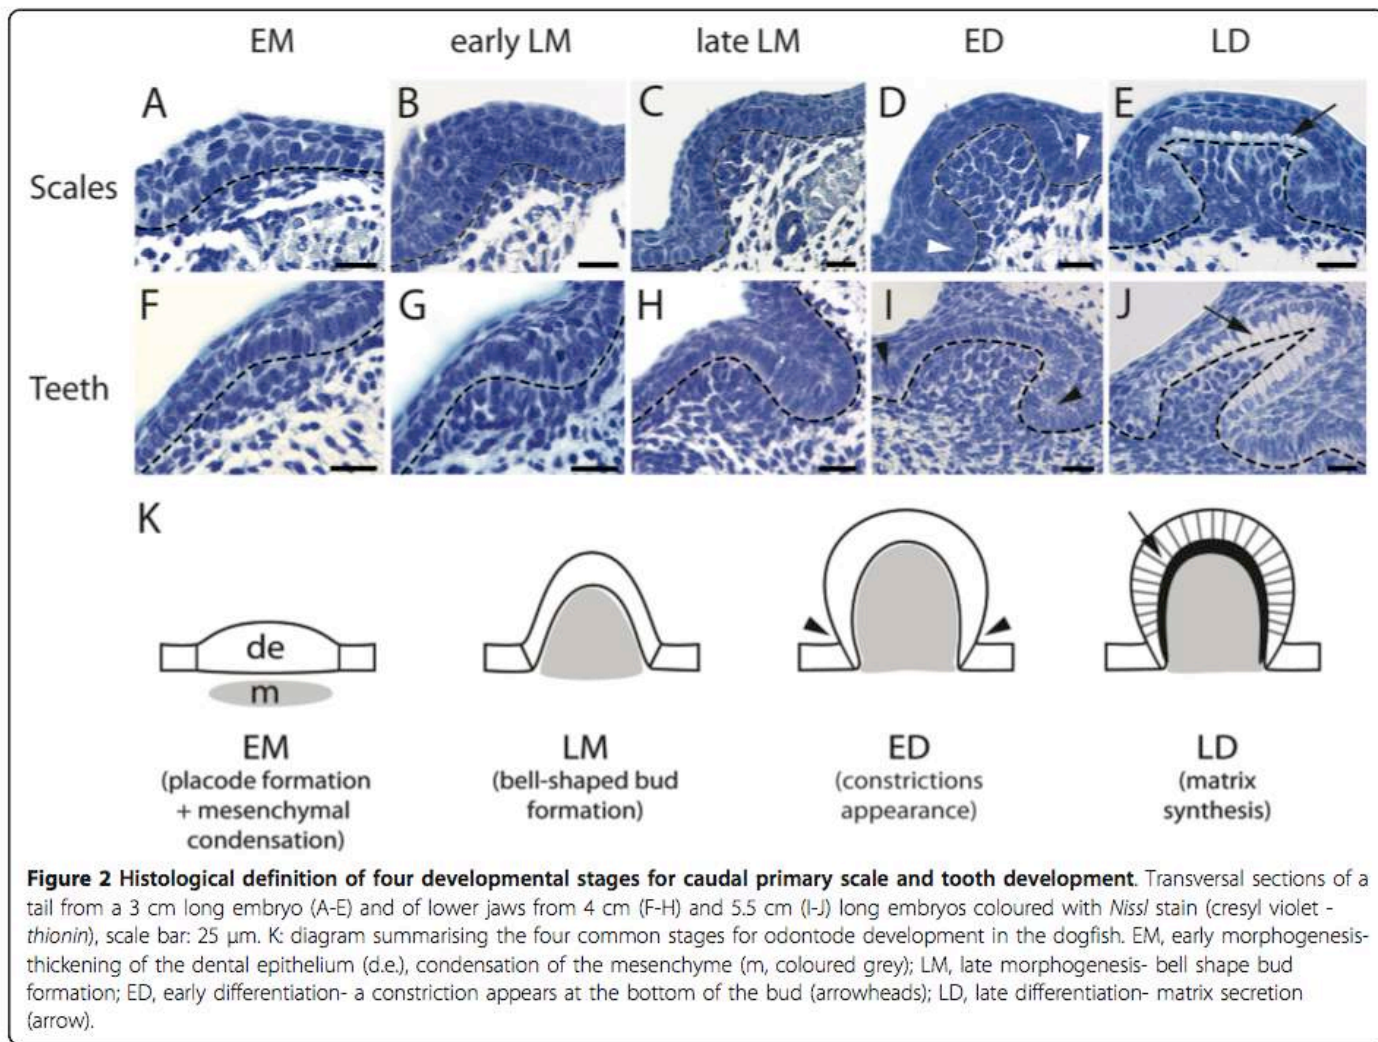 EM early LM late LM ED LD
A B C D E
Scales
F G H I J
Teeth
K
de
m
EM LM ED LD
(placode formation (bell-shaped bud (constrictions (matrix
+ mesenchymal formation) appearance) synthesis)
condensation)
Figure 2 Histological definition of four developmental stages for caudal primary scale and tooth development. Transversal sections of a
tail from a 3 cm long embryo (A-E) and of lower jaws from 4 cm (F-H) and 5.5 cm (I-J) long embryos coloured with Nissl stain (cresyl violet -
thionin), scale bar: 25 μm. K: diagram summarising the four common stages for odontode development in the dogfish. EM, early morphogenesis-
thickening of the dental epithelium (d.e.), condensation of the mesenchyme (m, coloured grey); LM, late morphogenesis- bell shape bud
formation; ED, early differentiation- a constriction appears at the bottom of the bud (arrowheads); LD, late differentiation- matrix secretion
(arrow).